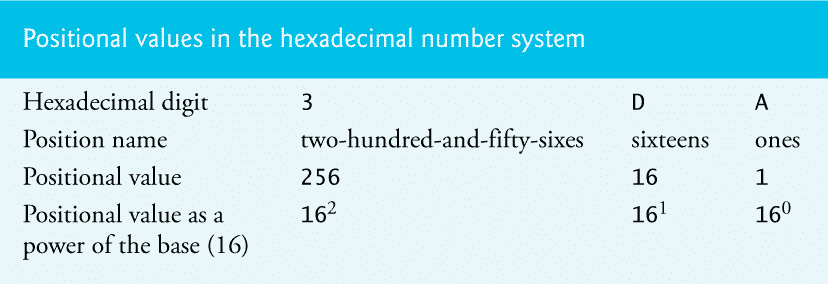 Positional values in the hexadecimal number system
Hexadecimal digit 3 D A
Position name two-hundred-and-fifty-sixes sixteens ones
Positional value 256 16 1
Positional value as a 16² 16¹ 16⁰
power of the base (16)